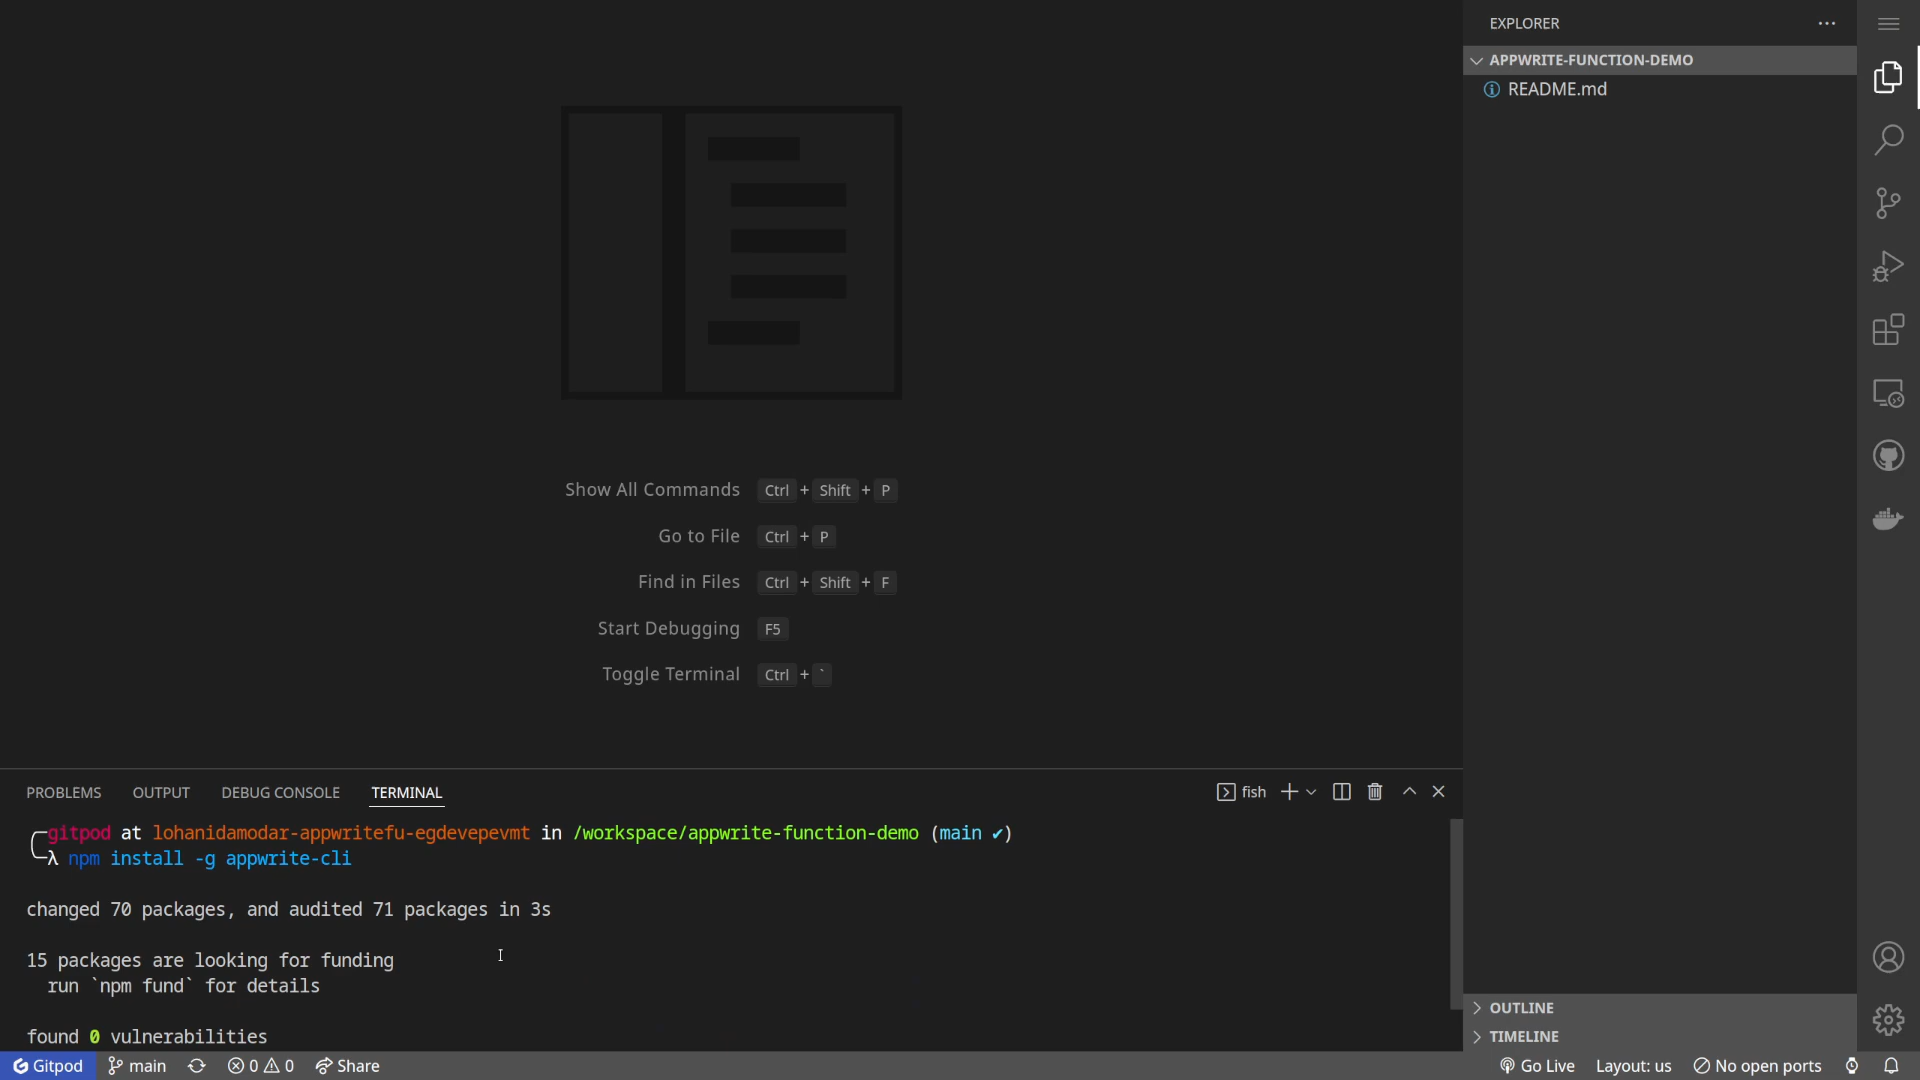 EXPLORER
APPWRITE-FUNCTION-DEMO
README.md
Show All Commands Ctrl + Shift + P
Go to File Ctrl + P
Find in Files Ctrl + Shift + F
Start Debugging F5
Toggle Terminal Ctrl + `
PROBLEMS OUTPUT DEBUG CONSOLE TERMINAL fish
gitpod at lohanidamodar-appwritefu-egdevepevmt in /workspace/appwrite-function-demo (main ✔)
λ npm install -g appwrite-cli
changed 70 packages, and audited 71 packages in 3s
15 packages are looking for funding
run `npm fund` for details
found 0 vulnerabilities
OUTLINE
TIMELINE
Gitpod main 0 0 Share Go Live Layout: us No open ports